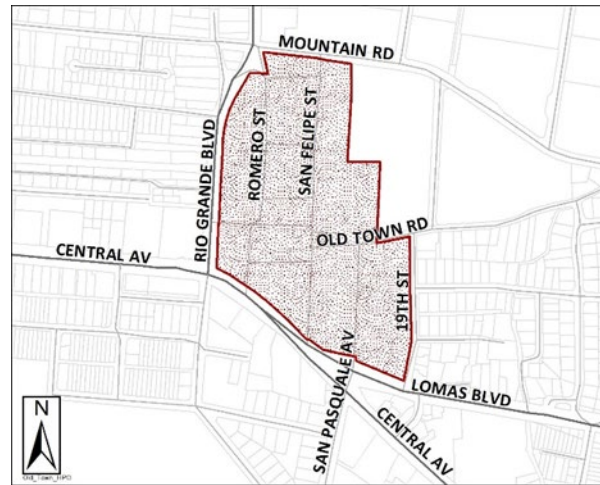 MOUNTAIN RD
RIO GRANDE BLVD
ROMERO ST
SAN FELIPE ST
OLD TOWN RD
CENTRAL AV
19TH ST
SAN PASQUALE AV
LOMAS BLVD
CENTRAL AV
N
Old_Town_HPO